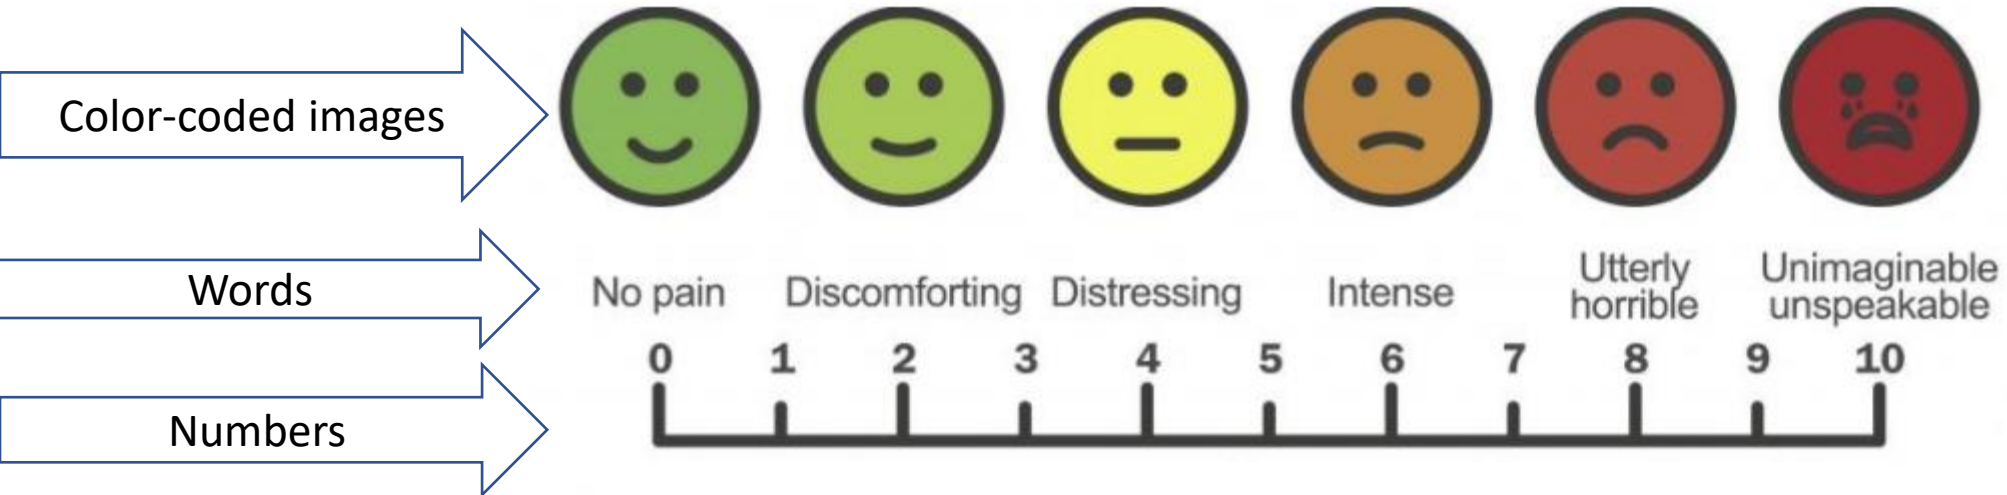 Color-coded images
Words
No pain Discomforting Distressing Intense Utterly horrible Unimaginable unspeakable
0 1 2 3 4 5 6 7 8 9 10
Numbers